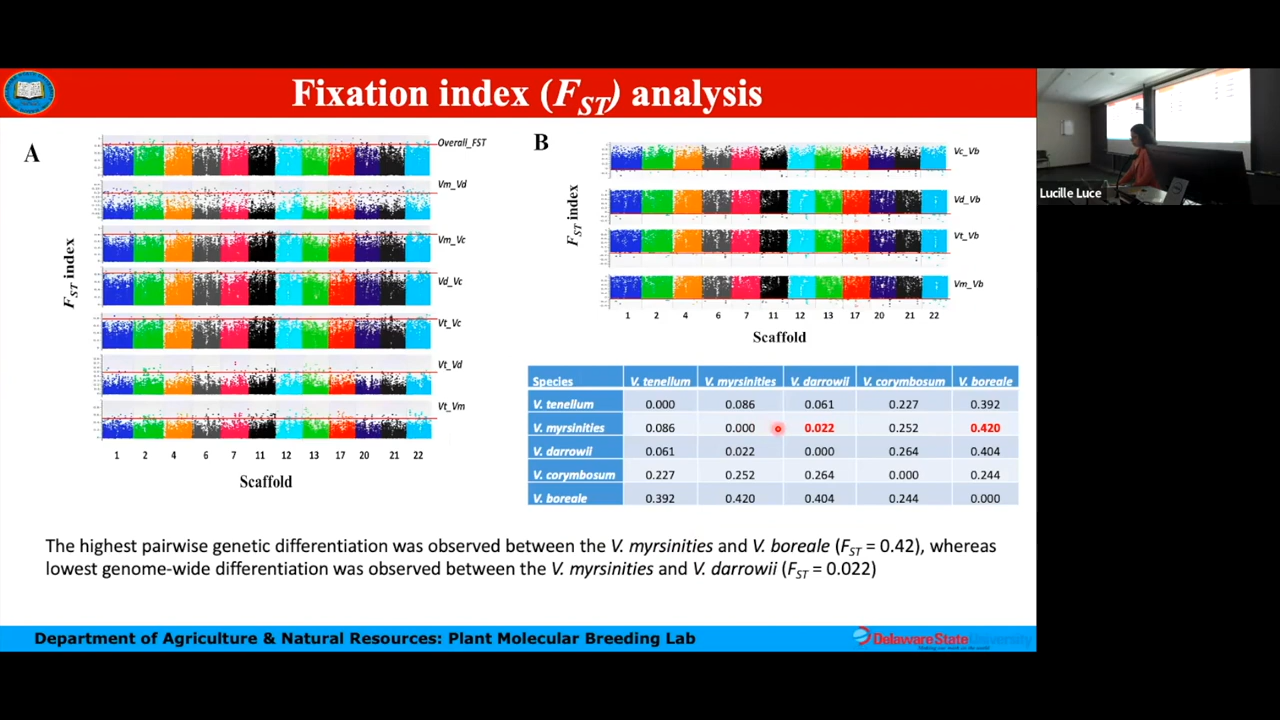 Fixation index (FST) analysis
A
Overall_FST
Vm_Vd
Vm_Vc
Vd_Vc
Vt_Vc
Vt_Vd
Vt_Vm
FST index
1 2 4 6 7 11 12 13 17 20 21 22
Scaffold
B
Vc_Vb
Vd_Vb
Vt_Vb
Vm_Vb
FST index
1 2 4 6 7 11 12 13 17 20 21 22
Scaffold
Species V. tenellum V. myrsinities V. darrowii V. corymbosum V. boreale
V. tenellum 0.000 0.086 0.061 0.227 0.392
V. myrsinities 0.086 0.000 0.022 0.252 0.420
V. darrowii 0.061 0.022 0.000 0.264 0.404
V. corymbosum 0.227 0.252 0.264 0.000 0.244
V. boreale 0.392 0.420 0.404 0.244 0.000
The highest pairwise genetic differentiation was observed between the V. myrsinities and V. boreale (FST = 0.42), whereas
lowest genome-wide differentiation was observed between the V. myrsinities and V. darrowii (FST = 0.022)
Department of Agriculture & Natural Resources: Plant Molecular Breeding Lab
DelawareStateUniversity
Lucille Luce